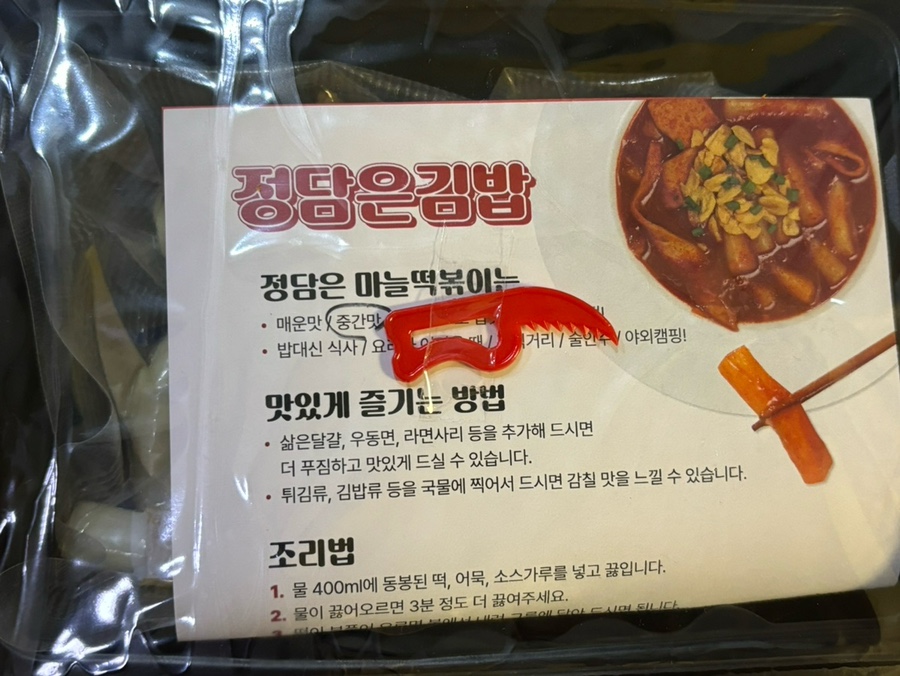 정담은김밥
정담은 마늘떡볶이는
• 매운맛 / 중간맛
• 밥대신 식사 / 야외캠핑!
맛있게 즐기는 방법
• 삶은달걀, 우동면, 라면사리 등을 추가해 드시면
더 푸짐하고 맛있게 드실 수 있습니다.
• 튀김류, 김밥류 등을 국물에 찍어서 드시면 감칠 맛을 느낄 수 있습니다.
조리법
1. 물 400ml에 동봉된 떡, 어묵, 소스가루를 넣고 끓입니다.
2. 물이 끓어오르면 3분 정도 더 끓여주세요.